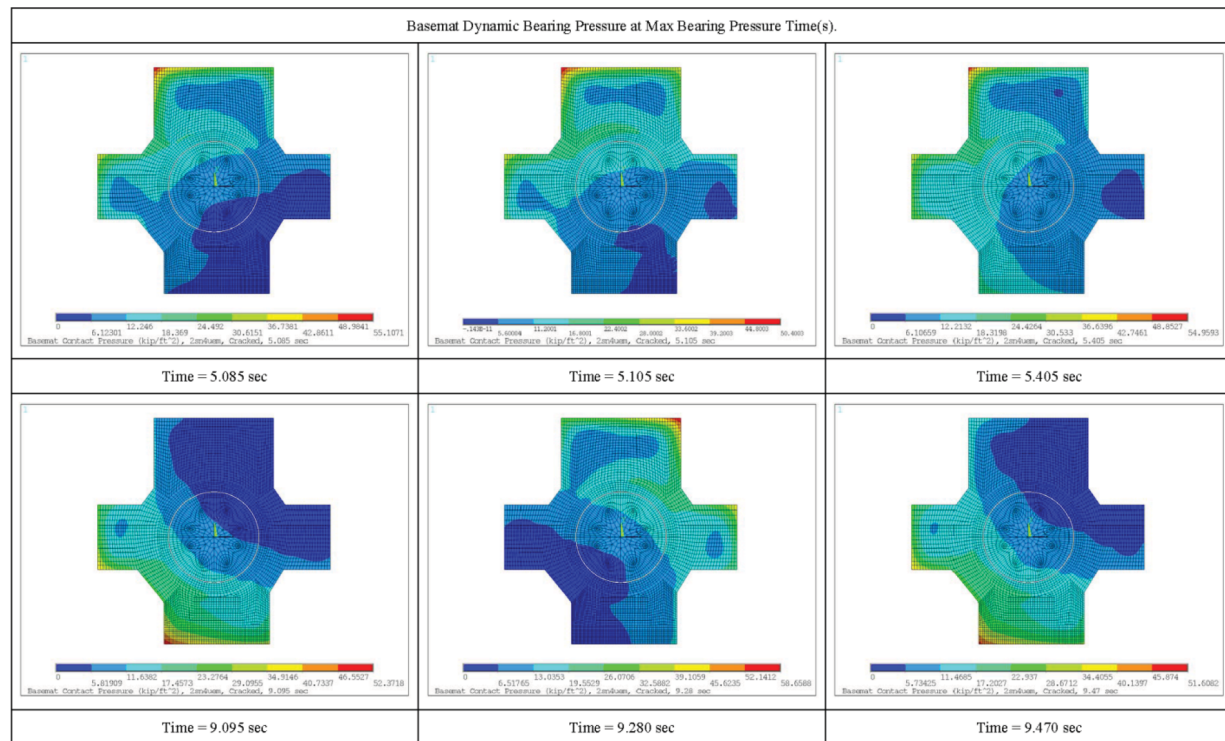 Basemat Dynamic Bearing Pressure at Max Bearing Pressure Time(s).
1
0 12.246 24.492 36.7381 48.9841
6.12301 18.369 30.6151 42.8611 55.1071
Basemat Contact Pressure (kip/ft^2), 2sn4uem, Cracked, 5.085 sec
1
-.143E-11 11.2001 22.4002 33.6002 44.8003
5.60004 16.8001 28.0002 39.2003 50.4003
Basemat Contact Pressure (kip/ft^2), 2sn4uem, Cracked, 5.105 sec
1
0 12.2132 24.4264 36.6396 48.8527
6.10659 18.3198 30.533 42.7461 54.9593
Basemat Contact Pressure (kip/ft^2), 2sn4uem, Cracked, 5.405 sec
Time = 5.085 sec
Time = 5.105 sec
Time = 5.405 sec
1
0 11.6382 23.2764 34.9146 46.5527
5.81909 17.4573 29.0955 40.7337 52.3718
Basemat Contact Pressure (kip/ft^2), 2sn4uem, Cracked, 9.095 sec
1
0 13.0353 26.0706 39.1059 52.1412
6.51765 19.5529 32.5882 45.6235 58.6588
Basemat Contact Pressure (kip/ft^2), 2sn4uem, Cracked, 9.28 sec
1
0 11.4685 22.937 34.4055 45.874
5.73425 17.2027 28.6712 40.1397 51.6082
Basemat Contact Pressure (kip/ft^2), 2sn4uem, Cracked, 9.47 sec
Time = 9.095 sec
Time = 9.280 sec
Time = 9.470 sec